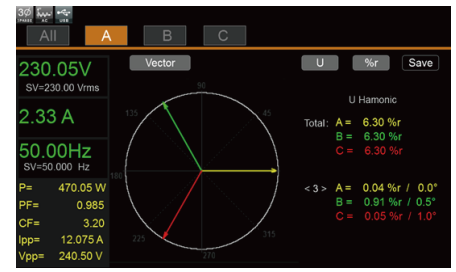 3Ø
AC
USB
All A B C
230.05V
SV=230.00 Vrms
2.33 A
50.00Hz
SV=50.000 Hz
P= 470.05 W
PF= 0.985
CF= 3.20
Ipp= 12.075 A
Vpp= 240.50 V
Vector
90
135 45
180
225 315
270
U %r Save
U Hamonic
Total: A = 6.30 %r
B = 6.30 %r
C = 6.30 %r
< 3 > A = 0.04 %r / 0.0°
B = 0.91 %r / 0.5°
C = 0.05 %r / 1.0°